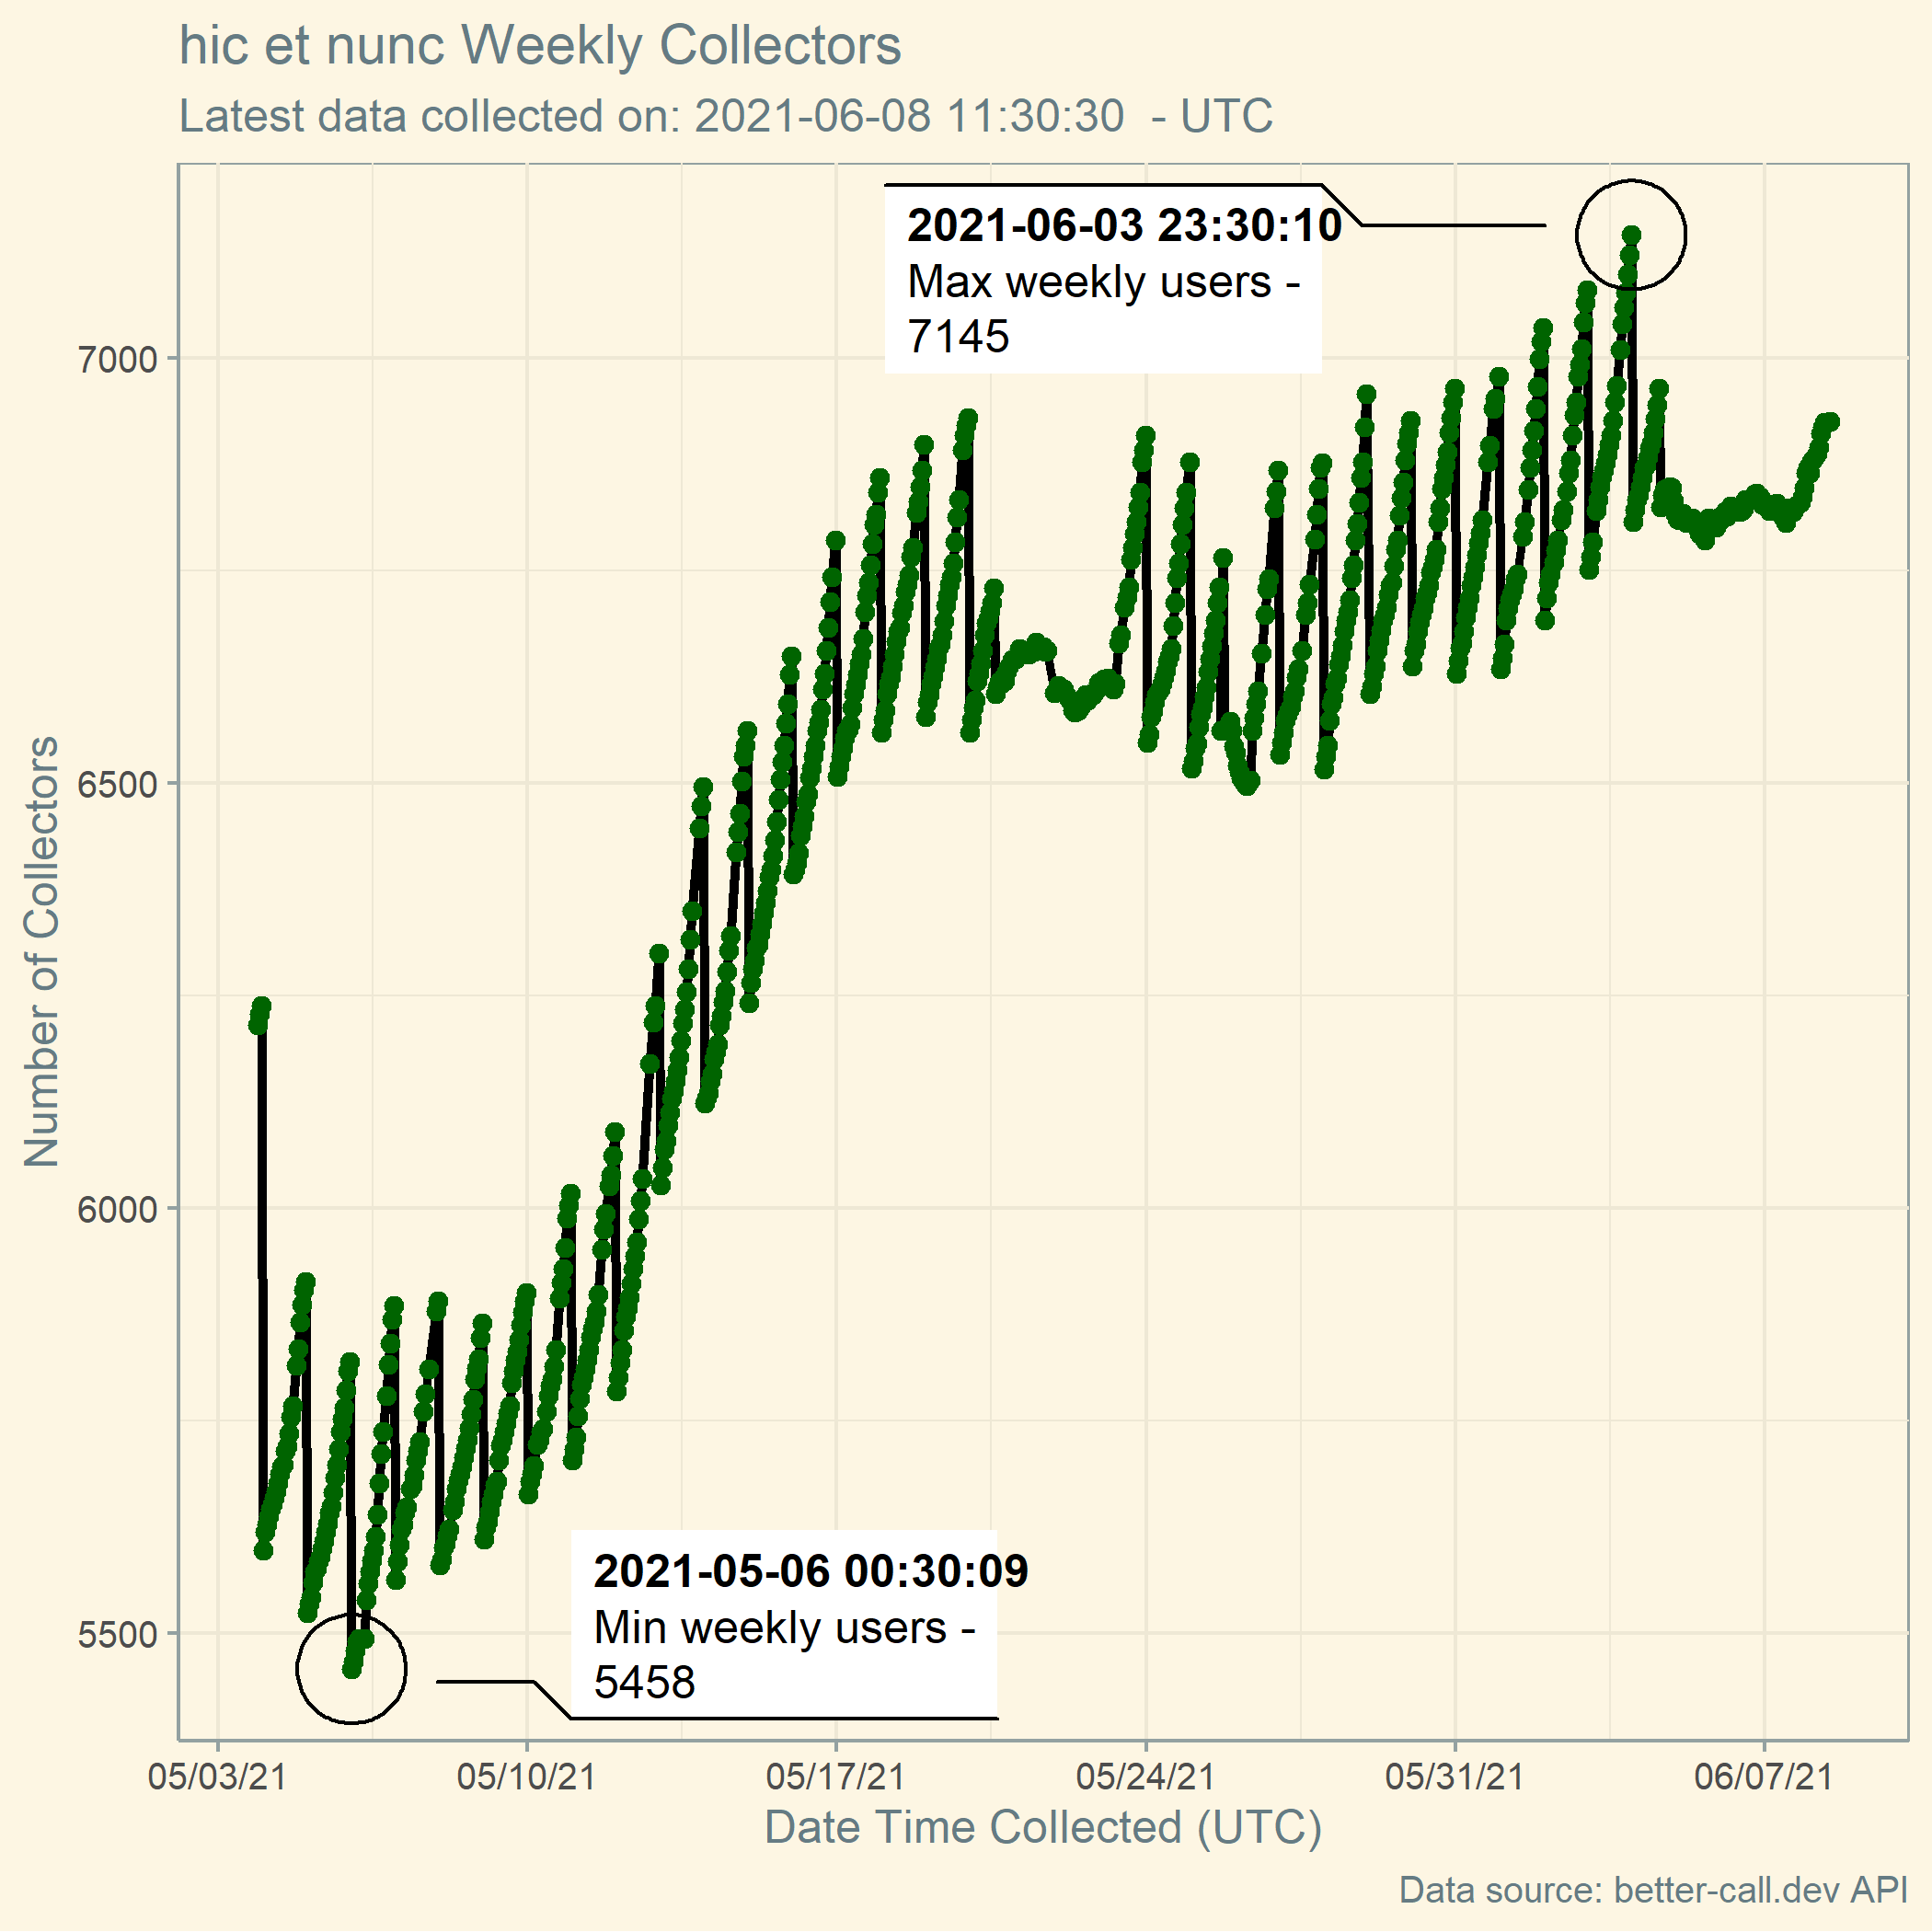 hic et nunc Weekly Collectors
Latest data collected on: 2021-06-08 11:30:30  - UTC
2021-06-03 23:30:10
Max weekly users -
7145
7000
6500
6000
5500
Number of Collectors
2021-05-06 00:30:09
Min weekly users -
5458
05/03/21 05/10/21 05/17/21 05/24/21 05/31/21 06/07/21
Date Time Collected (UTC)
Data source: better-call.dev API